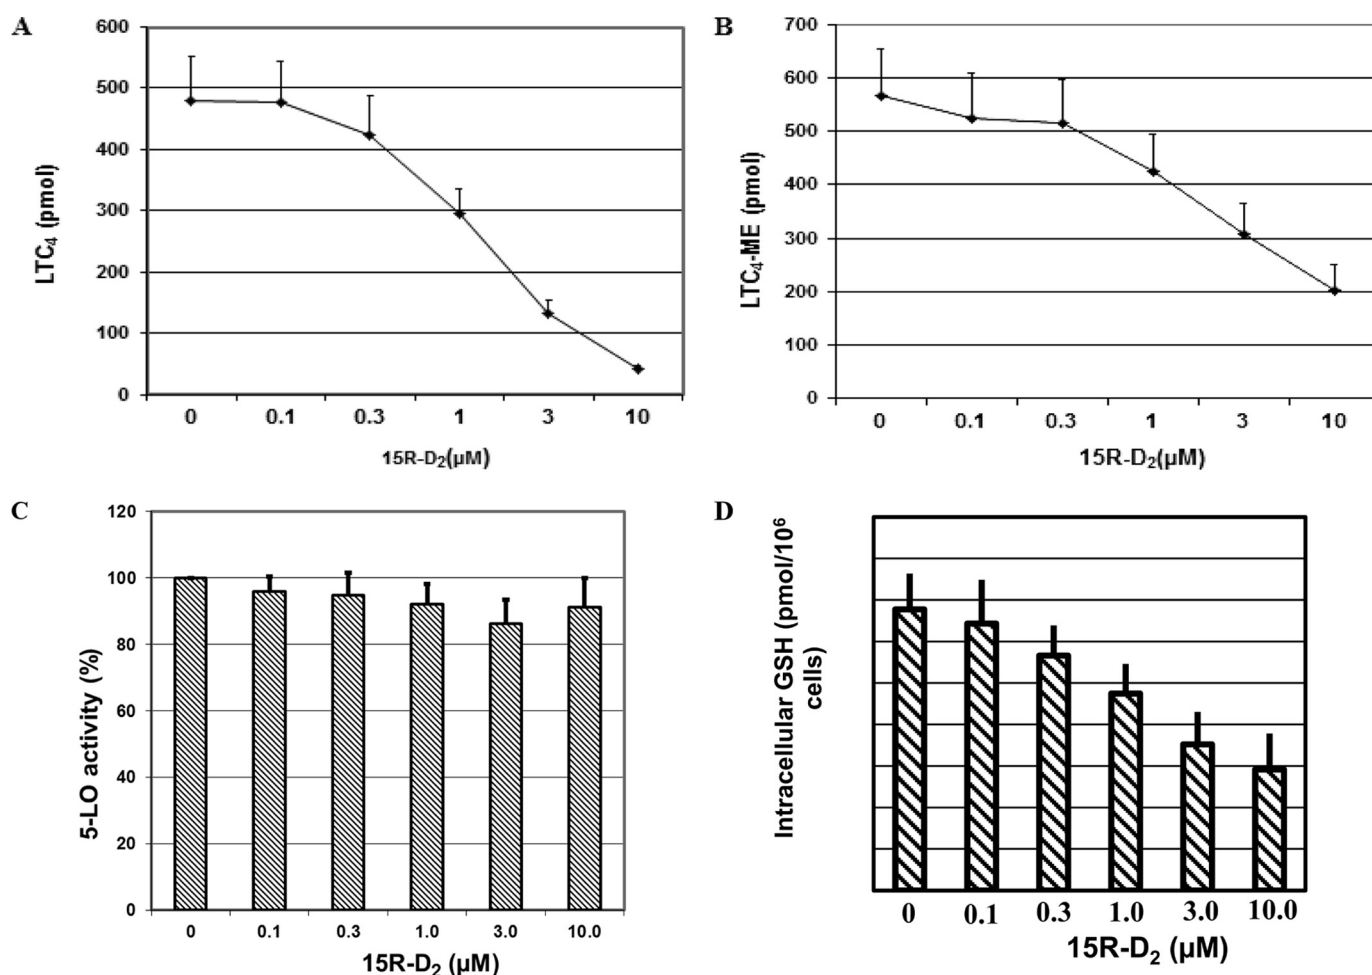 A
LTC4 (pmol)
600
500
400
300
200
100
0
0 0.1 0.3 1 3 10
15R-D2(µM)
B
LTC4-ME (pmol)
700
600
500
400
300
200
100
0
0 0.1 0.3 1 3 10
15R-D2(µM)
C
5-LO activity (%)
120
100
80
60
40
20
0
0 0.1 0.3 1.0 3.0 10.0
15R-D2 (µM)
D
Intracellular GSH (pmol/10⁶
cells)
0 0.1 0.3 1.0 3.0 10.0
15R-D2 (µM)